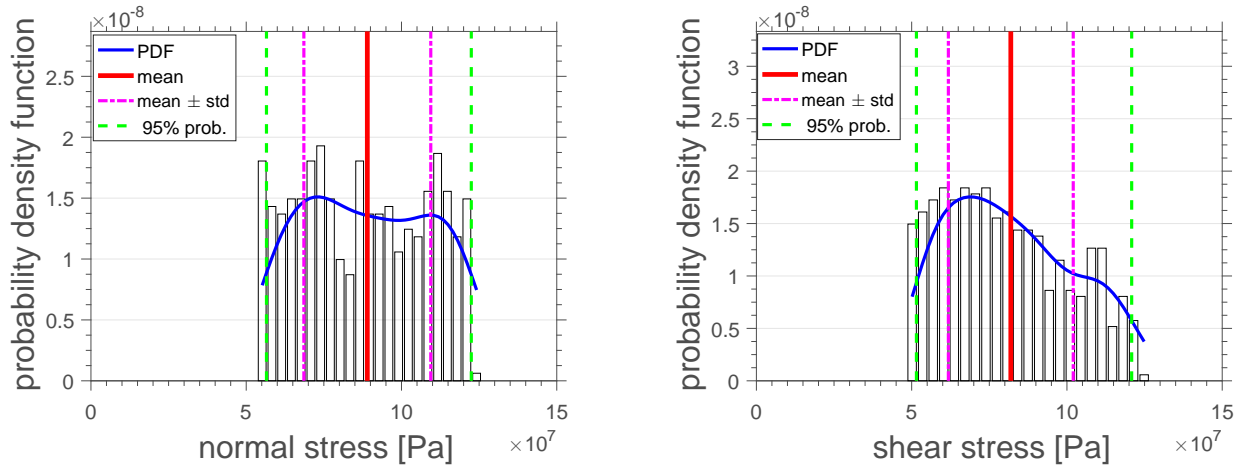 ×10⁻⁸
probability density function
2.5
2
1.5
1
0.5
0
PDF
mean
mean ± std
95% prob.
0 5 10 15
normal stress [Pa]
×10⁷
×10⁻⁸
probability density function
3
2.5
2
1.5
1
0.5
0
PDF
mean
mean ± std
95% prob.
0 5 10 15
shear stress [Pa]
×10⁷